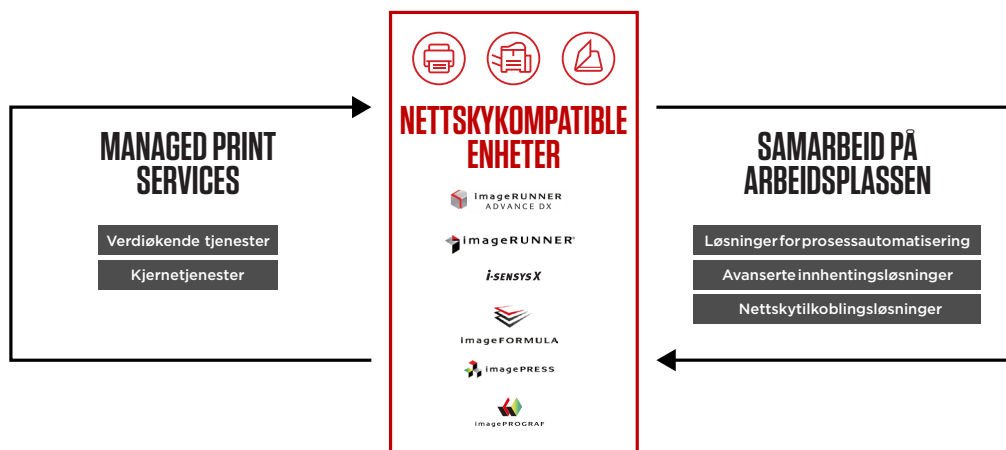 MANAGED PRINT
SERVICES
Verdiøkende tjenester
Kjernetjenester
NETTSKYKOMPATIBLE
ENHETER
imageRUNNER
ADVANCE DX
imageRUNNER®
i-SENSYS X
imageFORMULA
imagePRESS
imagePROGRAF
SAMARBEID PÅ
ARBEIDSPLASSEN
Løsninger for prosessautomatisering
Avanserte innhentingsløsninger
Nettskytilkoblingsløsninger